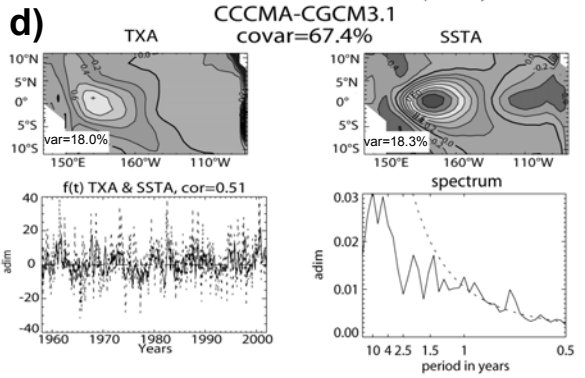 d)
CCCMA-CGCM3.1
TXA covar=67.4% SSTA
10°N
5°N
0°
5°S
10°S
var=18.0%
150°E 160°W 110°W
10°N
5°N
0°
5°S
10°S
var=18.3%
150°E 160°W 110°W
f(t) TXA & SSTA, cor=0.51
40
20
0
-20
-40
adim
1960 1970 1980 1990 2000
Years
spectrum
0.03
0.02
0.01
0.00
adim
10 4 2.5 1.5 1 0.5
period in years